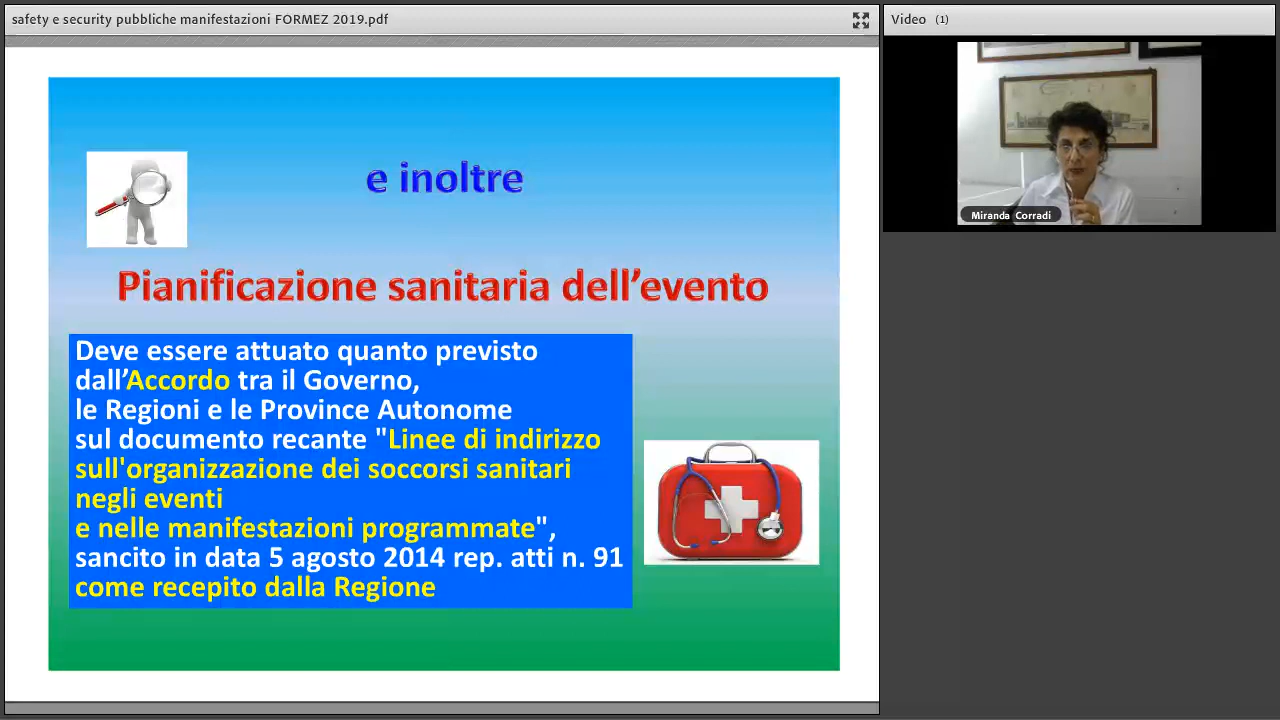 safety e security pubbliche manifestazioni FORMEZ 2019.pdf
Video (1)
Miranda Corradi
e inoltre
Pianificazione sanitaria dell’evento
Deve essere attuato quanto previsto
dall’Accordo tra il Governo,
le Regioni e le Province Autonome
sul documento recante "Linee di indirizzo
sull'organizzazione dei soccorsi sanitari
negli eventi
e nelle manifestazioni programmate",
sancito in data 5 agosto 2014 rep. atti n. 91
come recepito dalla Regione